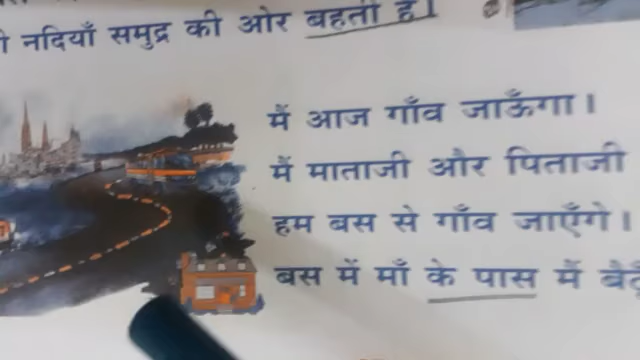 नदियाँ समुद्र की ओर बहती हैं।
मैं आज गाँव जाऊँगा।
मैं माताजी और पिताजी
हम बस से गाँव जाएँगे।
बस में माँ के पास मैं